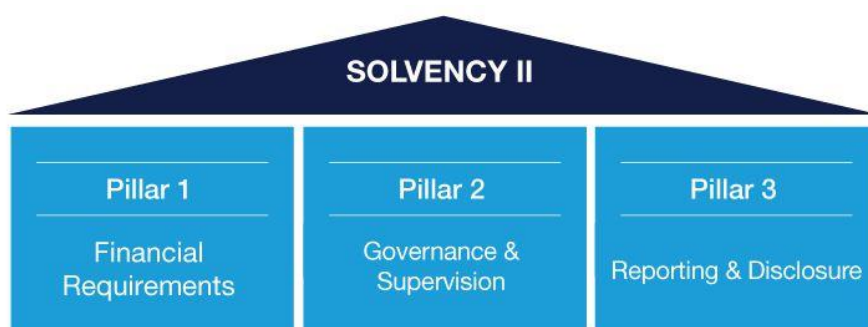 SOLVENCY II
Pillar 1
Financial
Requirements
Pillar 2
Governance &
Supervision
Pillar 3
Reporting & Disclosure